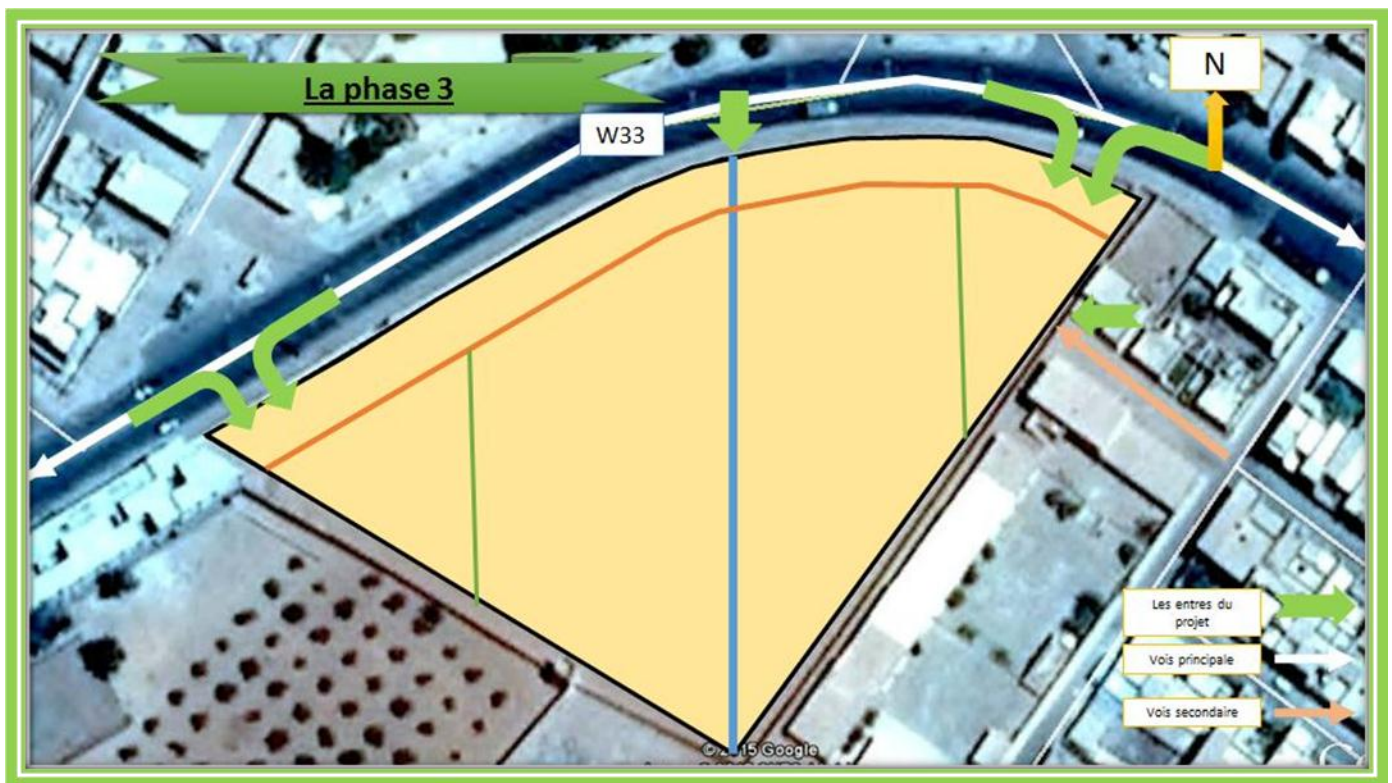 La phase 3
N
W33
Les entres du
projet
Vois principale
Vois secondaire
© 2015 Google